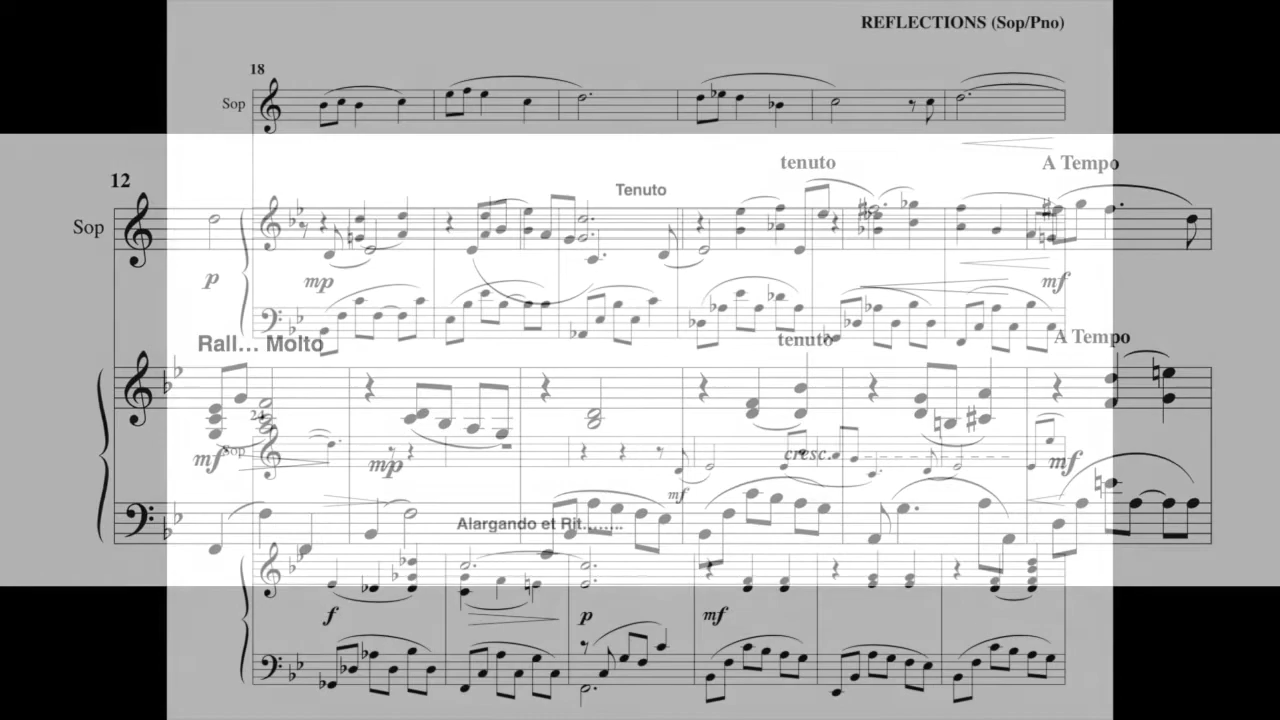 REFLECTIONS (Sop/Pno)
18
Sop
tenuto
A Tempo
12
Tenuto
Sop
p
mp
mf
tenuto
A Tempo
Rall... Molto
24
Sop
mf
mp
cresc.
mf
mf
Alargando et Rit........
f
p
mf